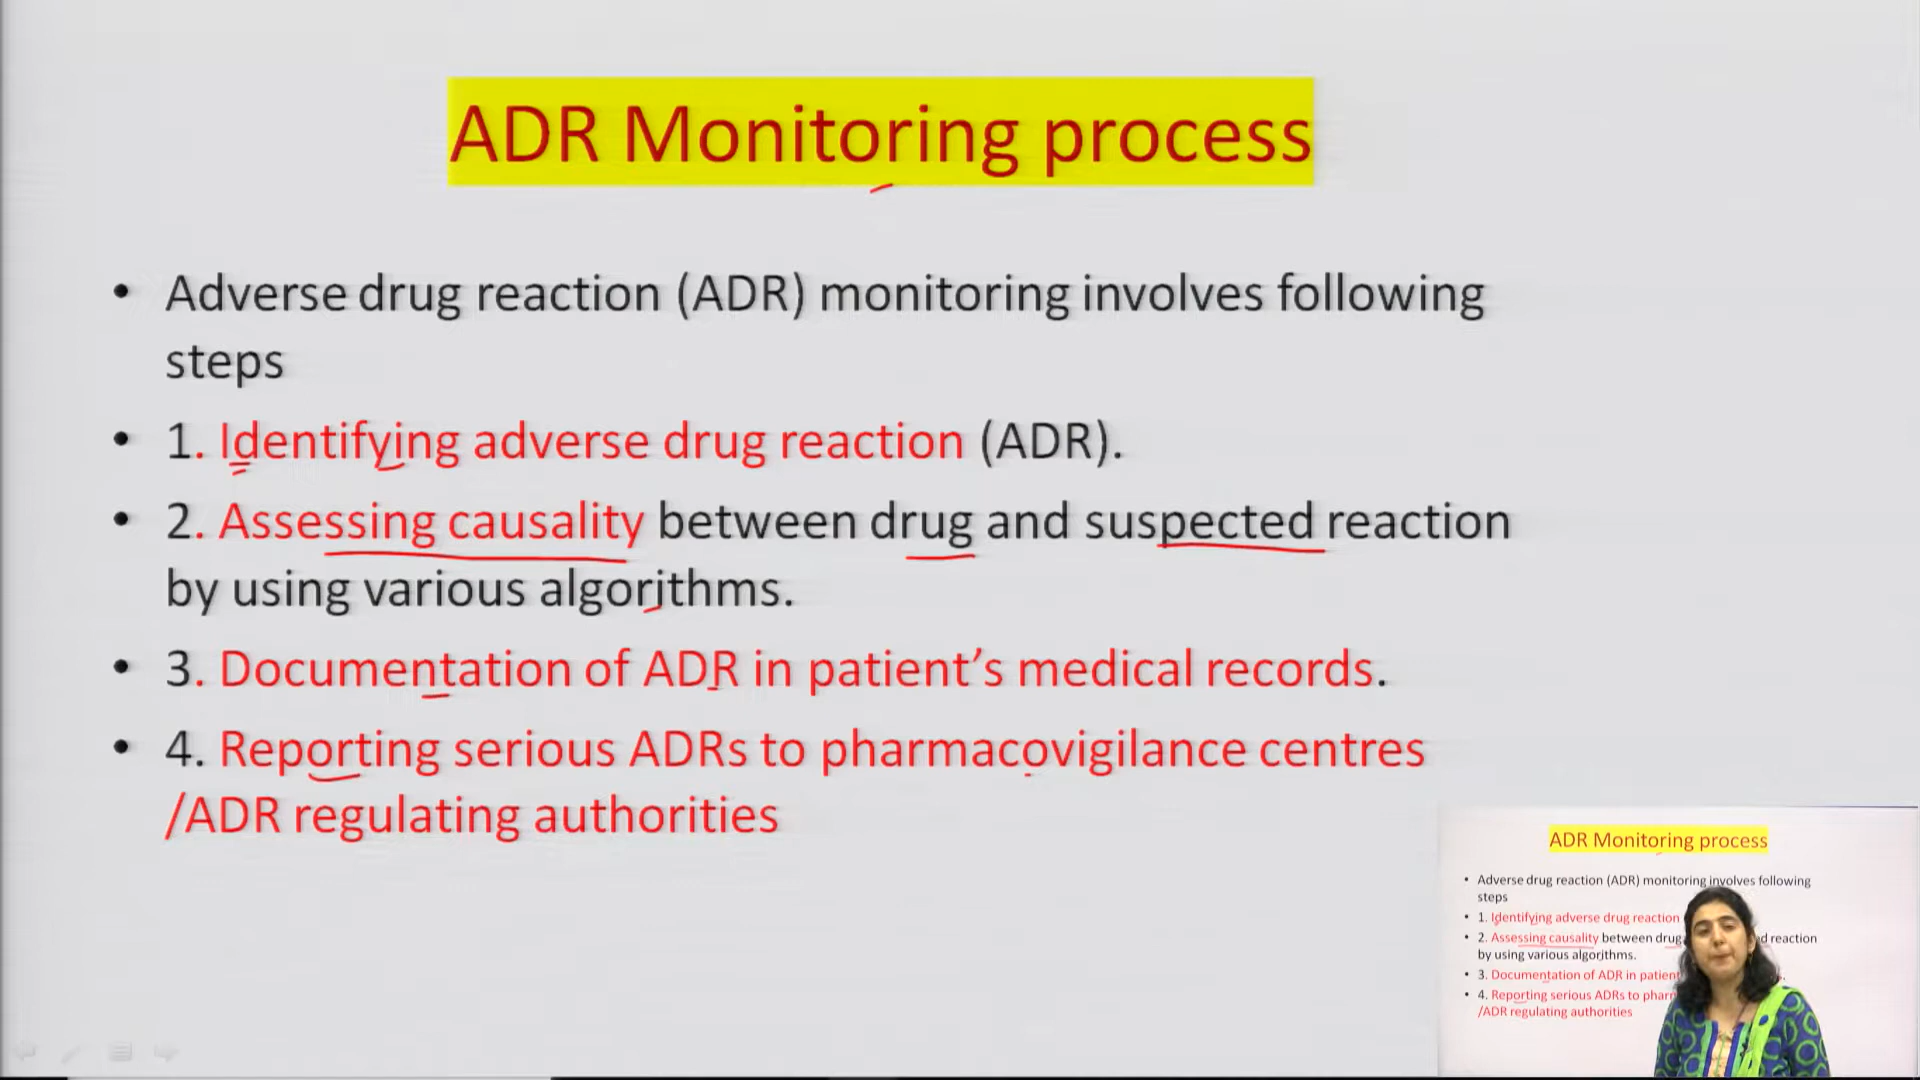 ADR Monitoring process
• Adverse drug reaction (ADR) monitoring involves following
steps
• 1. Identifying adverse drug reaction (ADR).
• 2. Assessing causality between drug and suspected reaction
by using various algorithms.
• 3. Documentation of ADR in patient’s medical records.
• 4. Reporting serious ADRs to pharmacovigilance centres
/ADR regulating authorities
ADR Monitoring process
• Adverse drug reaction (ADR) monitoring involves following
steps
• 1. Identifying adverse drug reaction
• 2. Assessing causality between drug reaction
by using various algorithms.
• 3. Documentation of ADR in patient
• 4. Reporting serious ADRs to
/ADR regulating authorities